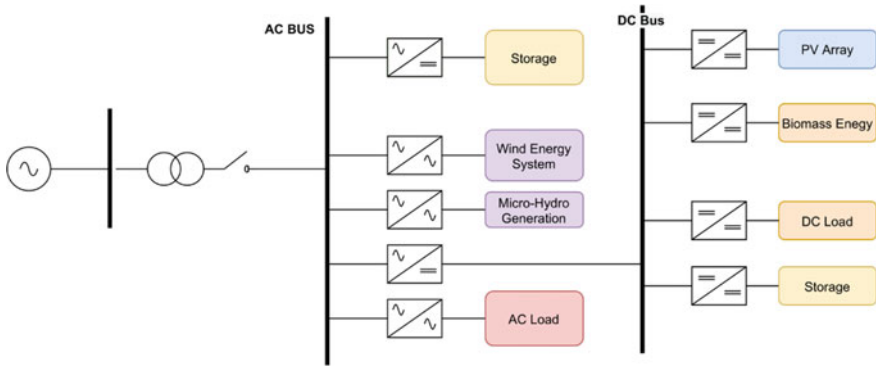 AC BUS
DC Bus
Storage
Wind Energy
System
Micro-Hydro
Generation
AC Load
PV Array
Biomass Enegy
DC Load
Storage